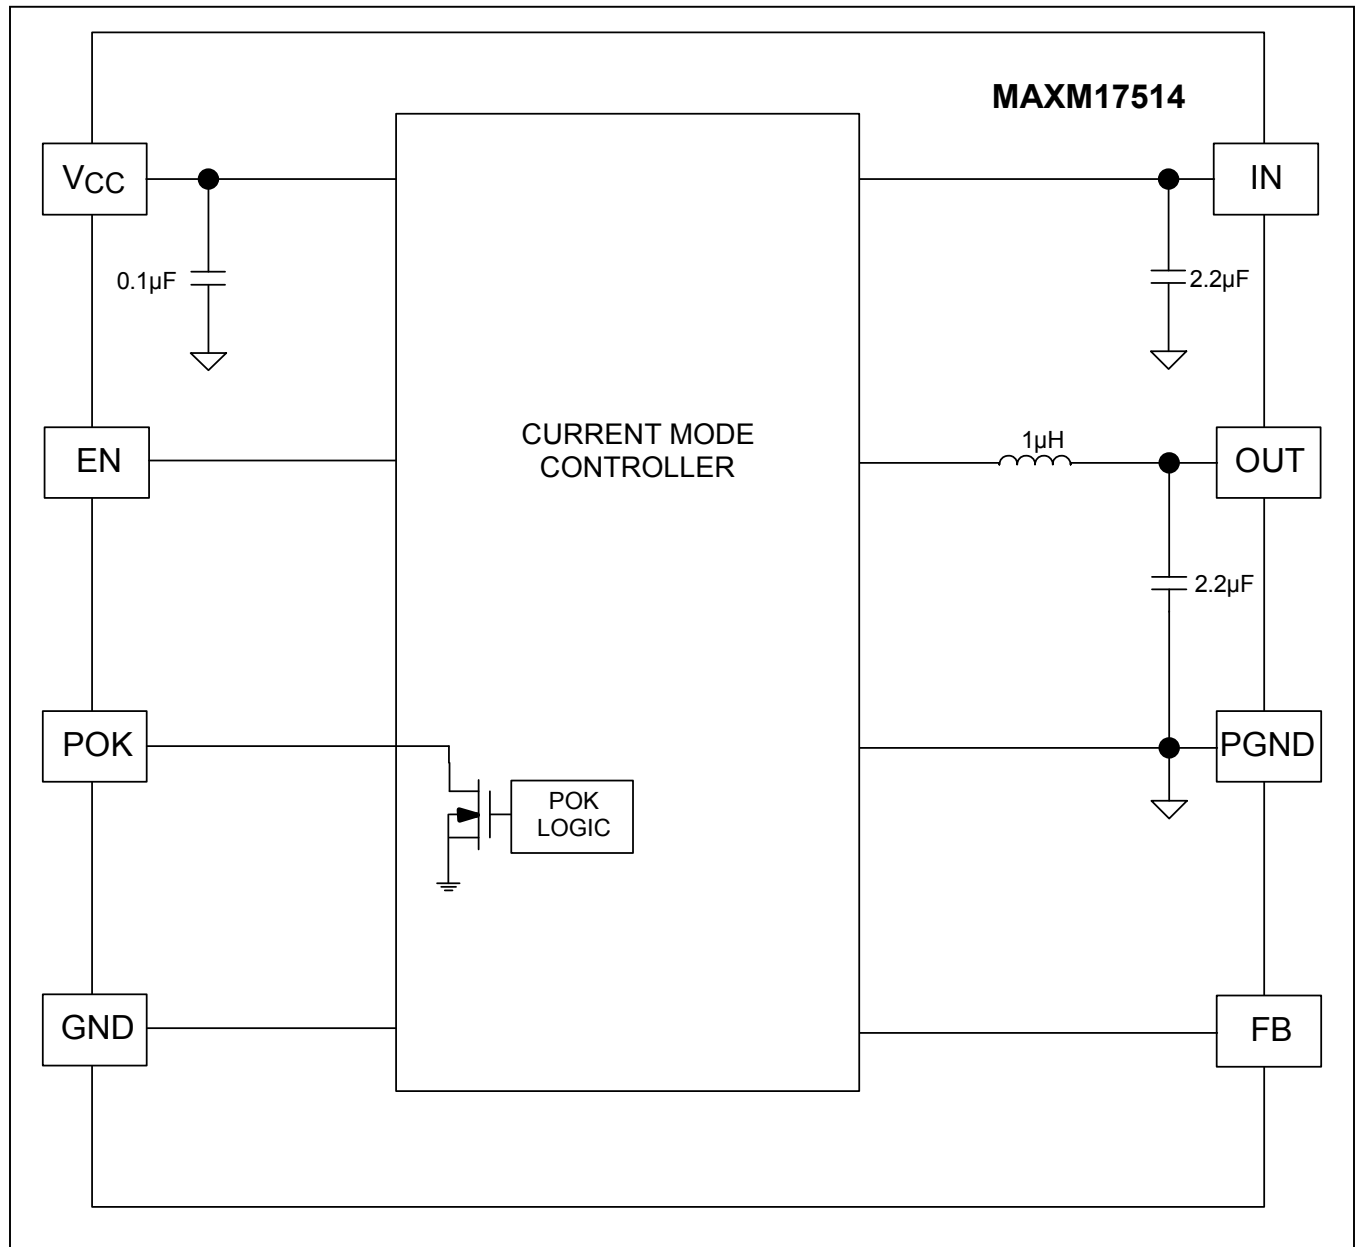 MAXM17514
VCC
IN
0.1µF
2.2µF
CURRENT MODE
CONTROLLER
EN
1µH
OUT
2.2µF
POK
PGND
POK
LOGIC
GND
FB